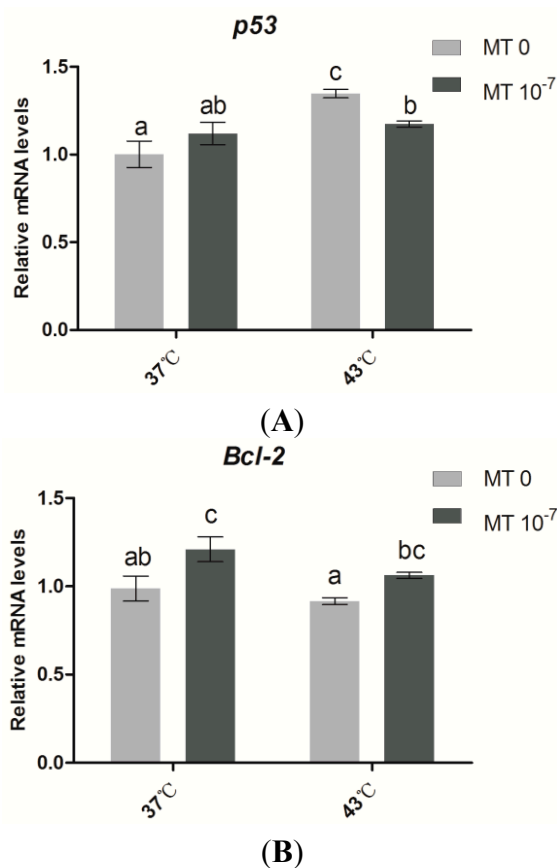 p53
MT 0
MT 10⁻⁷
Relative mRNA levels
1.5
1.0
0.5
0.0
a
ab
c
b
37℃
43℃
(A)
Bcl-2
MT 0
MT 10⁻⁷
Relative mRNA levels
1.5
1.0
0.5
0.0
ab
c
a
bc
37℃
43℃
(B)